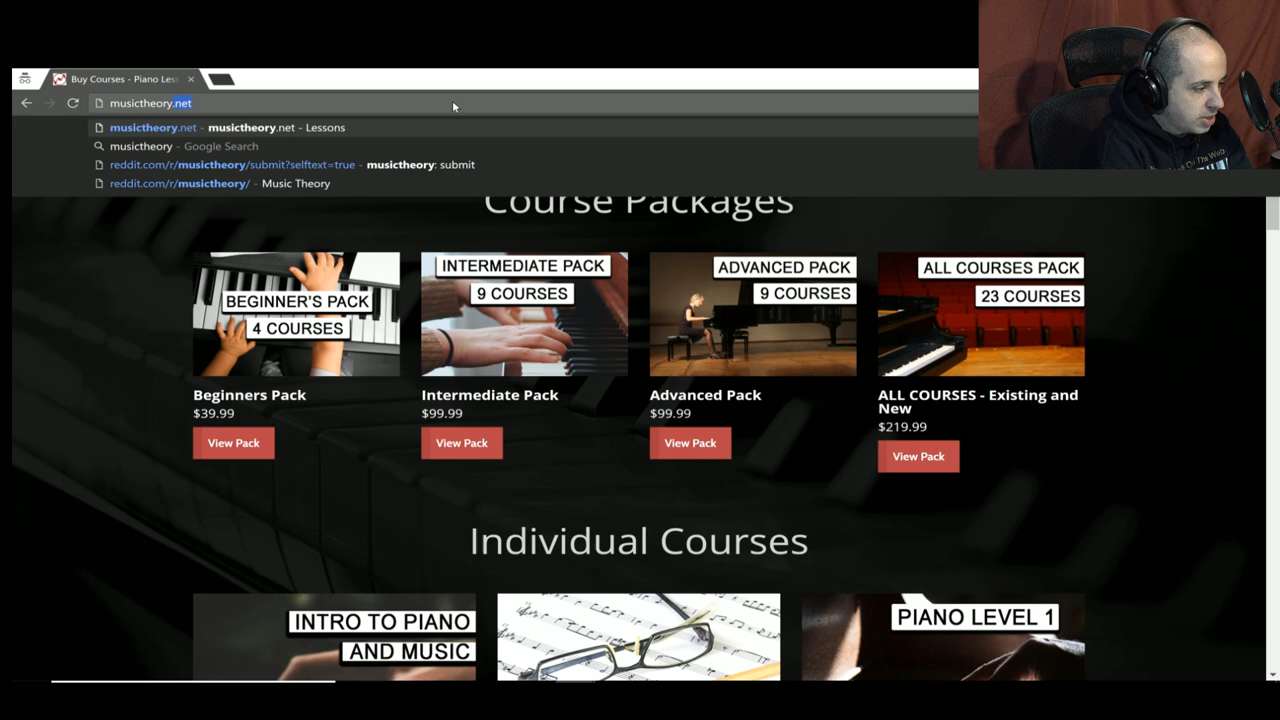 Buy Courses - Piano Les
musictheory.net
musictheory.net - musictheory.net - Lessons
musictheory - Google Search
reddit.com/r/musictheory/submit?selftext=true - musictheory: submit
reddit.com/r/musictheory/ - Music Theory
Course Packages
BEGINNER'S PACK
4 COURSES
INTERMEDIATE PACK
9 COURSES
ADVANCED PACK
9 COURSES
ALL COURSES PACK
23 COURSES
Beginners Pack
$39.99
View Pack
Intermediate Pack
$99.99
View Pack
Advanced Pack
$99.99
View Pack
ALL COURSES - Existing and
New
$219.99
View Pack
Individual Courses
INTRO TO PIANO
AND MUSIC
PIANO LEVEL 1